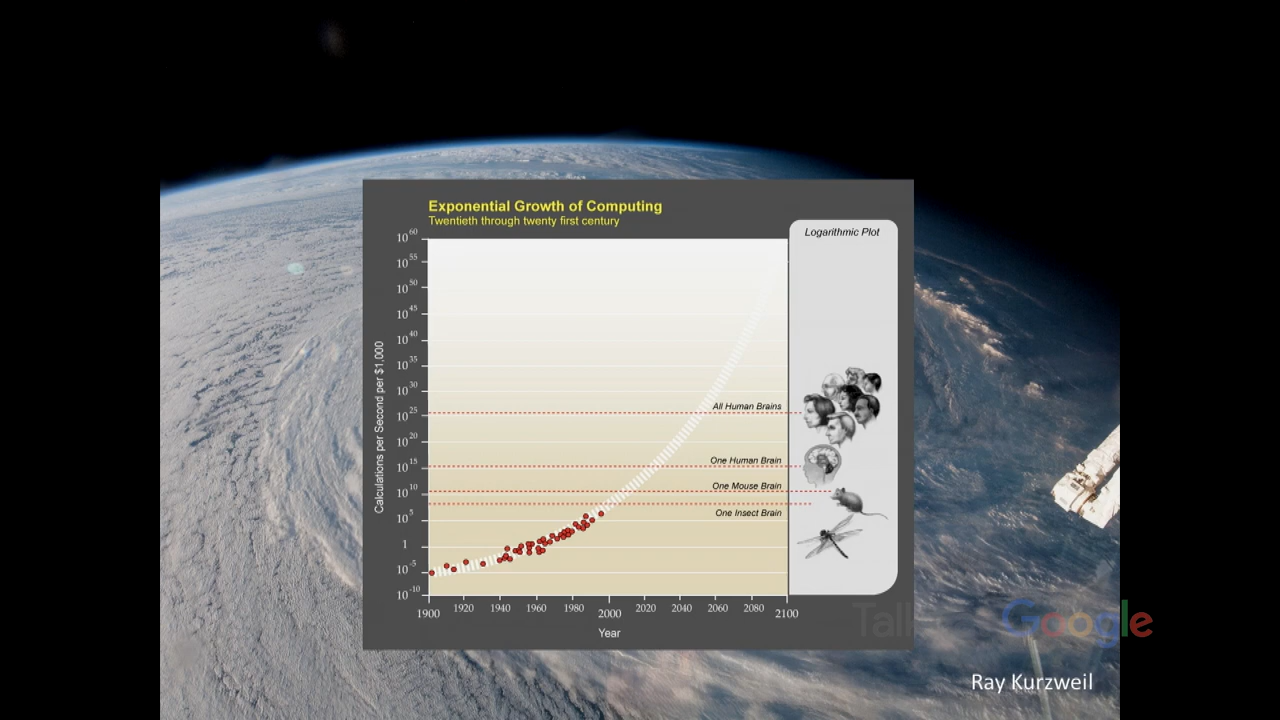 Exponential Growth of Computing
Twentieth through twenty first century
Logarithmic Plot
10^60
10^55
10^50
10^45
10^40
10^35
10^30
10^25
10^20
10^15
10^10
10^5
1
10^-5
10^-10
Calculations per Second per $1,000
All Human Brains
One Human Brain
One Mouse Brain
One Insect Brain
1900 1920 1940 1960 1980 2000 2020 2040 2060 2080 2100
Year
Google
Ray Kurzweil